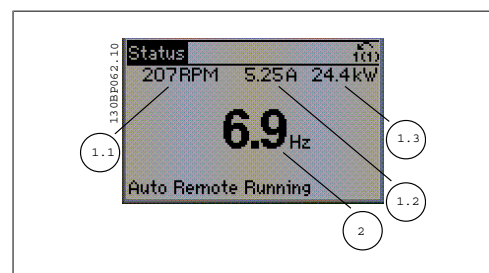 130BP062.10
Status
1(1)
207RPM 5.25A 24.4kW
6.9Hz
Auto Remote Running
1.1
1.3
1.2
2